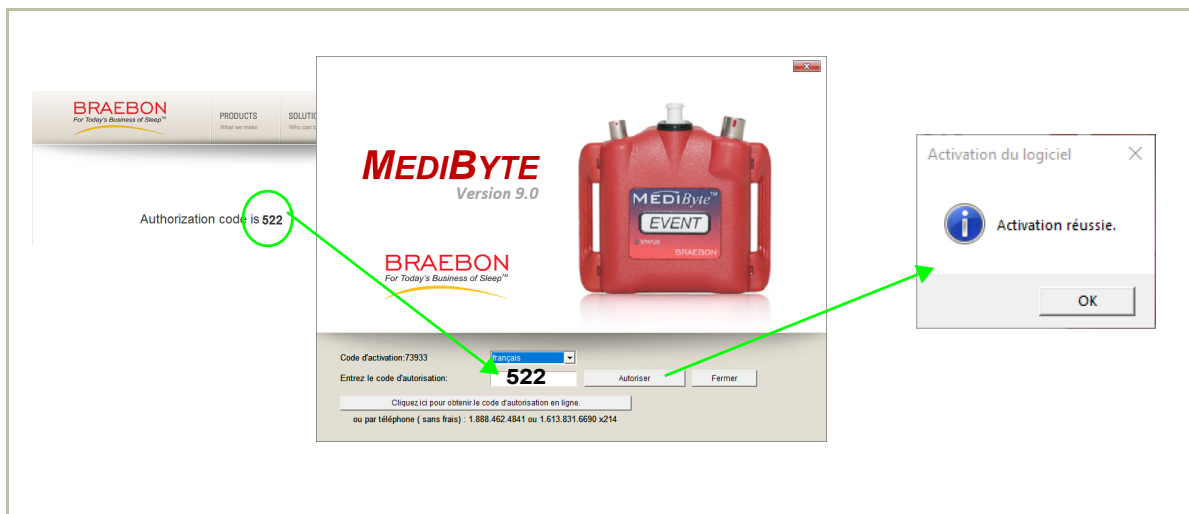 BRAEBON
For Today's Business of Sleep™
PRODUCTS
What we make
SOLUTIO
Authorization code is 522
MEDIBYTE
Version 9.0
BRAEBON
For Today's Business of Sleep™
MEDIByte™
EVENT
STATUS
BRAEBON
Code d'activation:73933
français
Entrez le code d'autorisation:
522
Autoriser
Fermer
Cliquez ici pour obtenir le code d'autorisation en ligne.
ou par téléphone ( sans frais) : 1.888.462.4841 ou 1.613.831.6690 x214
Activation du logiciel
Activation réussie.
OK